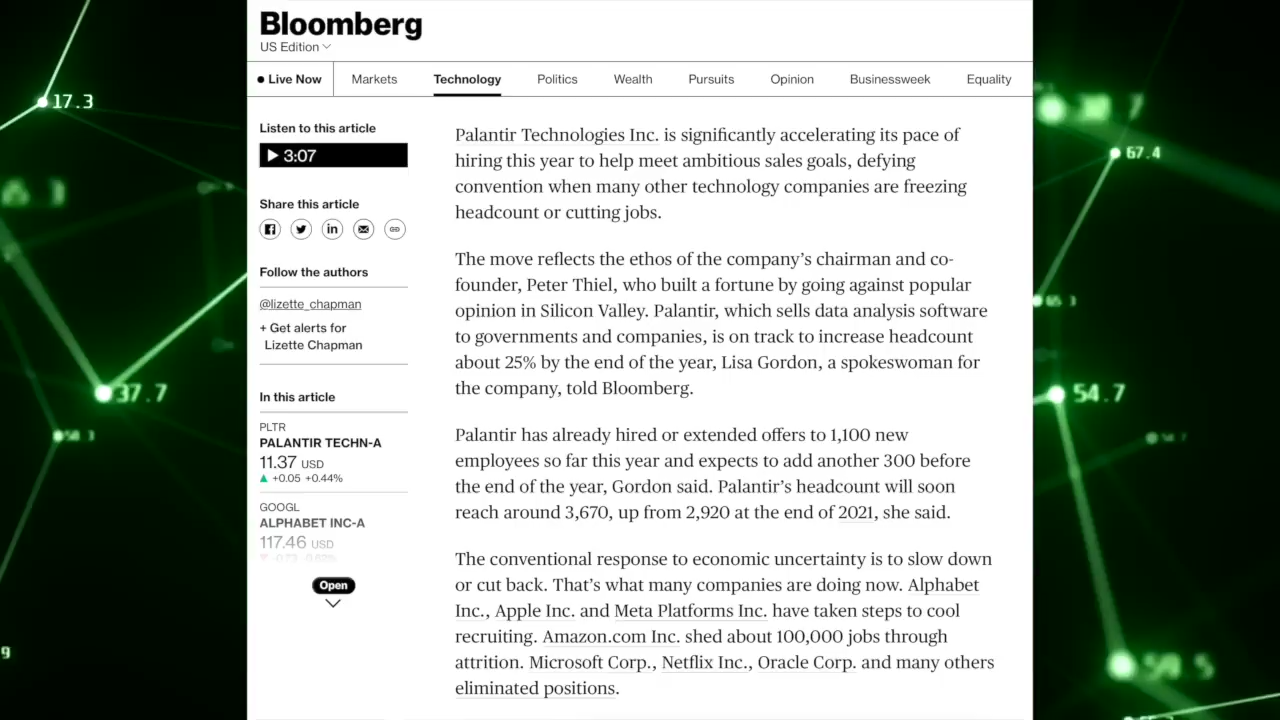 Bloomberg
US Edition
Live Now
Markets
Technology
Politics
Wealth
Pursuits
Opinion
Businessweek
Equality
Listen to this article
3:07
Share this article
Follow the authors
@lizette_chapman
+ Get alerts for
Lizette Chapman
In this article
PLTR
PALANTIR TECHN-A
11.37 USD
+0.05 +0.44%
GOOGL
ALPHABET INC-A
117.46 USD
Open
Palantir Technologies Inc. is significantly accelerating its pace of
hiring this year to help meet ambitious sales goals, defying
convention when many other technology companies are freezing
headcount or cutting jobs.
The move reflects the ethos of the company’s chairman and co-
founder, Peter Thiel, who built a fortune by going against popular
opinion in Silicon Valley. Palantir, which sells data analysis software
to governments and companies, is on track to increase headcount
about 25% by the end of the year, Lisa Gordon, a spokeswoman for
the company, told Bloomberg.
Palantir has already hired or extended offers to 1,100 new
employees so far this year and expects to add another 300 before
the end of the year, Gordon said. Palantir’s headcount will soon
reach around 3,670, up from 2,920 at the end of 2021, she said.
The conventional response to economic uncertainty is to slow down
or cut back. That’s what many companies are doing now. Alphabet
Inc., Apple Inc. and Meta Platforms Inc. have taken steps to cool
recruiting. Amazon.com Inc. shed about 100,000 jobs through
attrition. Microsoft Corp., Netflix Inc., Oracle Corp. and many others
eliminated positions.
17.3
37.7
67.4
54.7